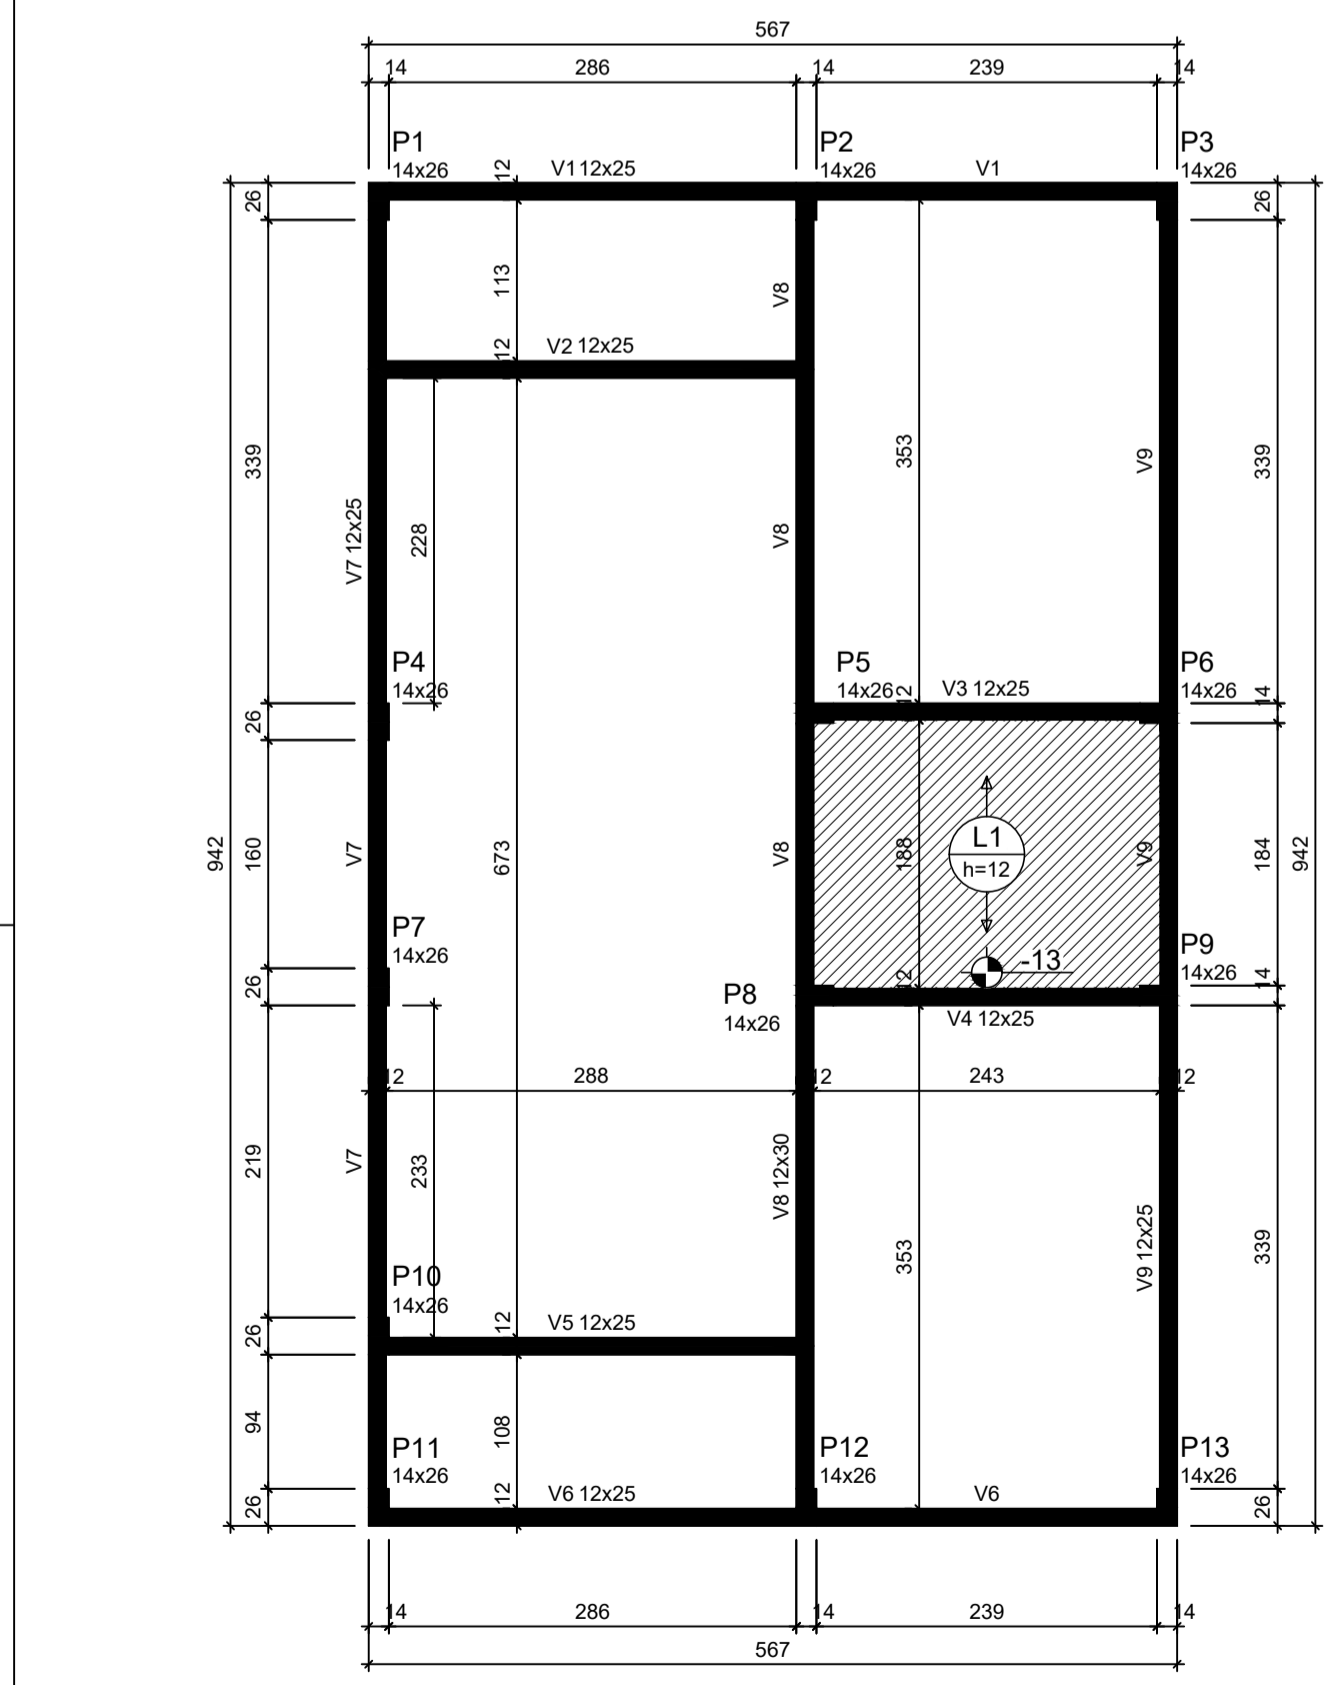 567
14 286 14 239 14
P1 P2 P3
14x26 12 V1 12x25 14x26 V1 14x26
26 26
113 V8
12 V2 12x25
339 353 V9 339
V7 12x25 228 V8
P4 P5 P6
14x26 14x26 12 V3 12x25 14x26 14
26
L1
942 160 V7 673 V8 188 h=12 V9 184 942
P7 P9
14x26 12 -13 14x26 14
26 P8
14x26 V4 12x25
12 288 12 243 12
219 V7 233 V8 12x30
353 V9 12x25 339
P10
14x26
26 12 V5 12x25
94 108
P11 P12 P13
14x26 14x26 14x26
26 12 V6 12x25 V6 26
14 286 14 239 14
567